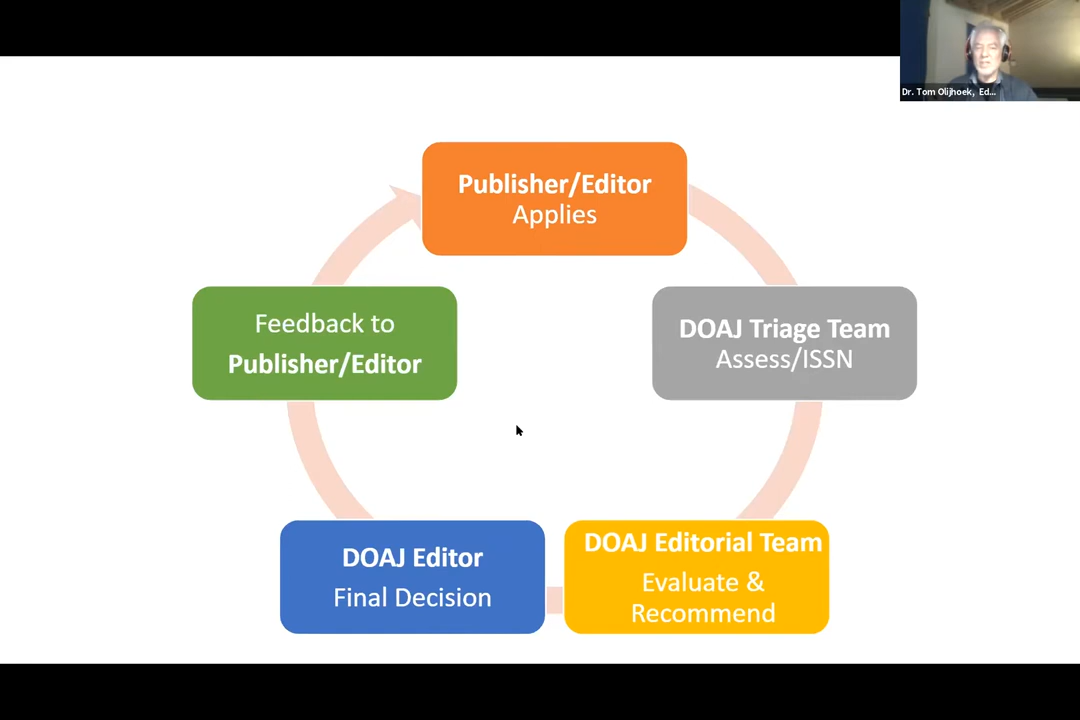 Dr. Tom Olijhoek, Ed...
Publisher/Editor
Applies
DOAJ Triage Team
Assess/ISSN
DOAJ Editorial Team
Evaluate &
Recommend
DOAJ Editor
Final Decision
Feedback to
Publisher/Editor